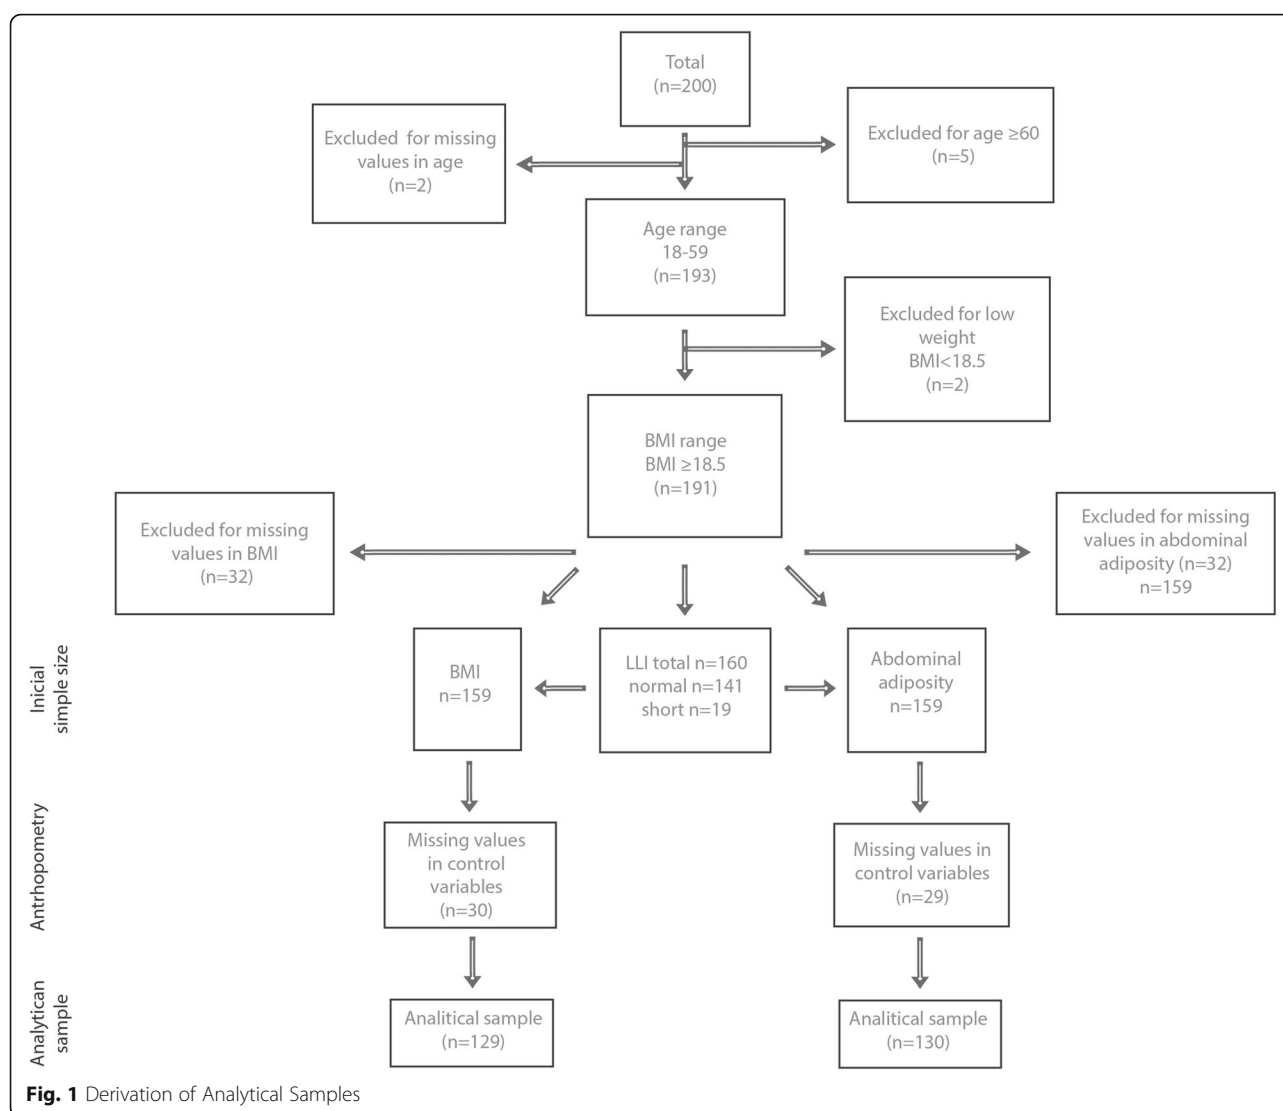 Total
(n=200)
Excluded for missing
values in age
(n=2)
Excluded for age ≥60
(n=5)
Age range
18-59
(n=193)
Excluded for low
weight
BMI<18.5
(n=2)
BMI range
BMI ≥18.5
(n=191)
Excluded for missing
values in BMI
(n=32)
Excluded for missing
values in abdominal
adiposity (n=32)
n=159
Inicial
simple size
BMI
n=159
LLI total n=160
normal n=141
short n=19
Abdominal
adiposity
n=159
Antrhopometry
Missing values
in control
variables
(n=30)
Missing values in
control variables
(n=29)
Analytican
sample
Analitical sample
(n=129)
Analitical sample
(n=130)
Fig. 1 Derivation of Analytical Samples